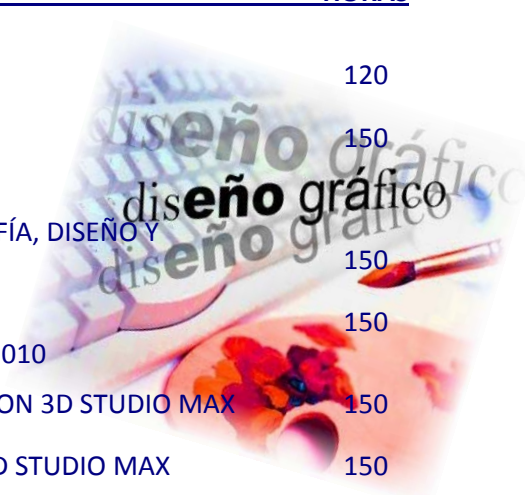 HORAS
120
diseño gráfico
150
diseño gráfico
FÍA, DISEÑO Y
diseño gráfico
150
150
010
ON 3D STUDIO MAX 150
D STUDIO MAX 150